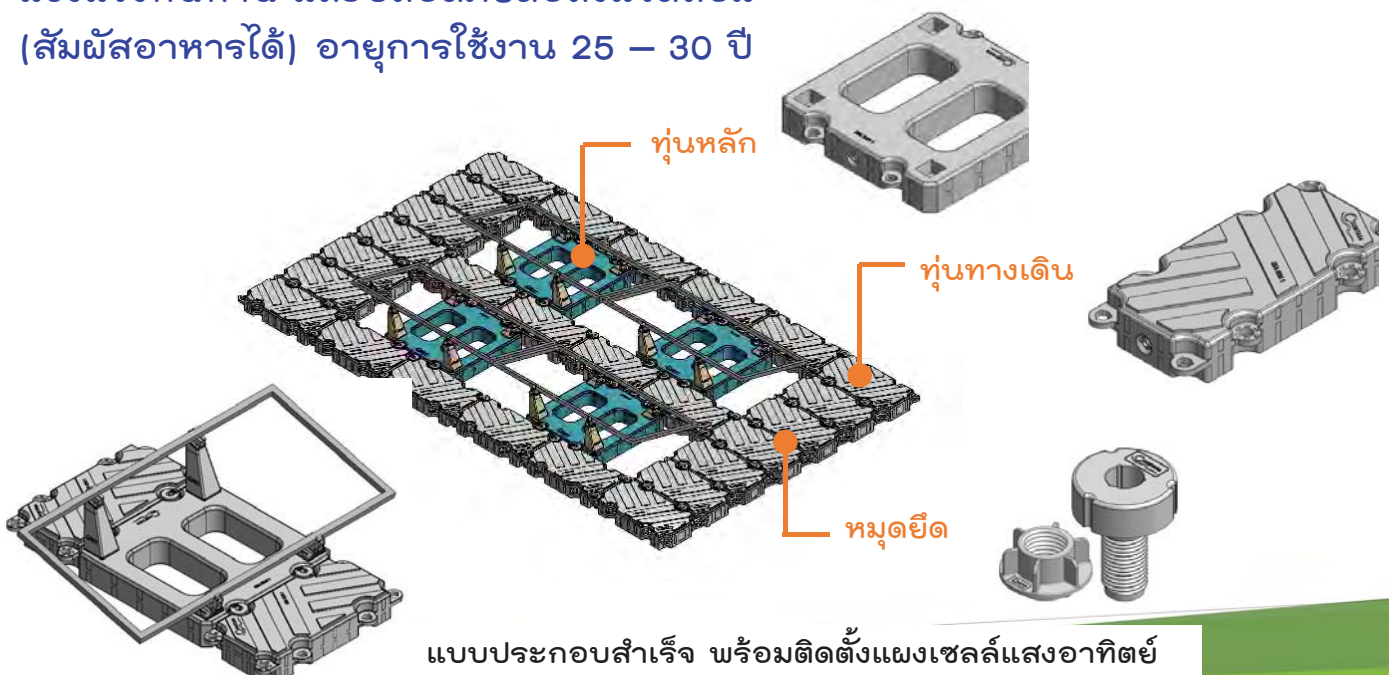 (สัมผัสอาหารได้) อายุการใช้งาน 25 – 30 ปี
ทุ่นหลัก
ทุ่นทางเดิน
หมุดยึด
แบบประกอบสำเร็จ พร้อมติดตั้งแผงเซลล์แสงอาทิตย์